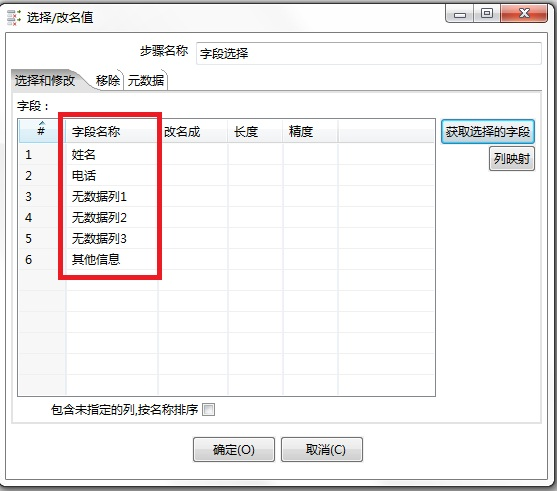 选择/改名值
步骤名称 字段选择
选择和修改 移除 元数据
字段：
# 字段名称 改名成 长度 精度
获取选择的字段
1 姓名
列映射
2 电话
3 无数据列1
4 无数据列2
5 无数据列3
6 其他信息
包含未指定的列,按名称排序
确定(O) 取消(C)